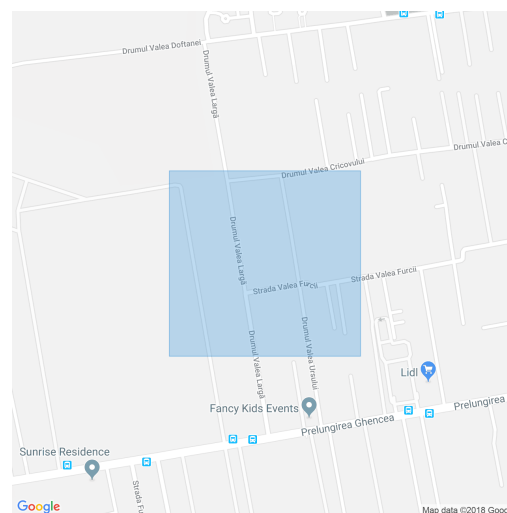 Drumul Valea Doftanei
Drumul Valea Largă
Drumul Valea Cricovului
Drumul Valea C
Drumul Valea Largă
Strada Valea Furcii
Strada Valea Furcii
Drumul Valea Largă
Drumul Valea Ursului
Lidl
Fancy Kids Events
Prelungirea Ghencea
Prelungirea
Sunrise Residence
Strada Fu
Google
Map data ©2018 Goo